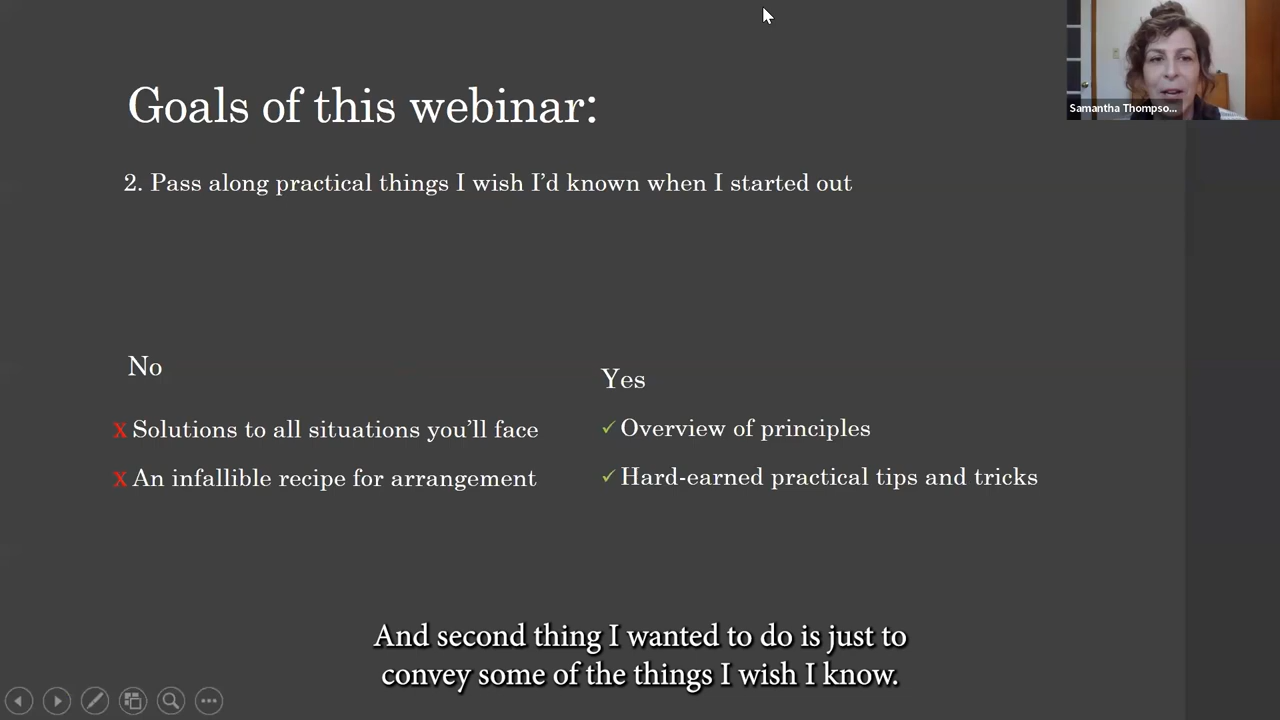 Goals of this webinar:
Samantha Thompso...
2. Pass along practical things I wish I’d known when I started out
No
X Solutions to all situations you’ll face
X An infallible recipe for arrangement
Yes
✓ Overview of principles
✓ Hard-earned practical tips and tricks
And second thing I wanted to do is just to
convey some of the things I wish I know.